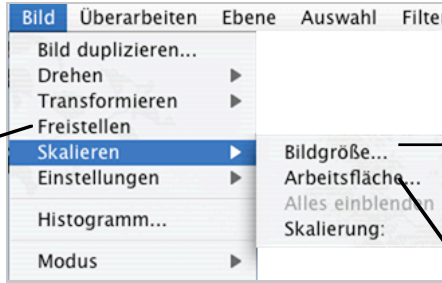 Bild Überarbeiten Ebene Auswahl Filter
Bild duplizieren...
Drehen
Transformieren
Freistellen
Skalieren
Einstellungen
Histogramm...
Modus
Bildgröße...
Arbeitsfläche...
Alles einblenden
Skalierung: